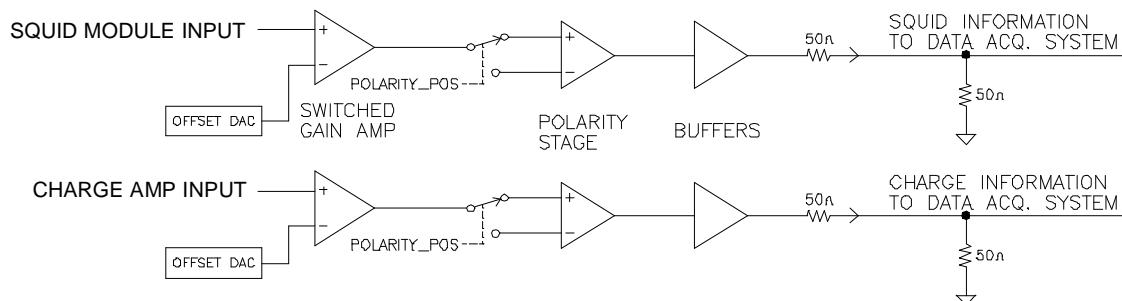 SQUID MODULE INPUT
+
−
OFFSET DAC
SWITCHED
GAIN AMP
POLARITY_POS
+
−
POLARITY
STAGE
BUFFERS
50Ω
SQUID INFORMATION
TO DATA ACQ. SYSTEM
50Ω
CHARGE AMP INPUT
+
−
OFFSET DAC
POLARITY_POS
+
−
50Ω
CHARGE INFORMATION
TO DATA ACQ. SYSTEM
50Ω